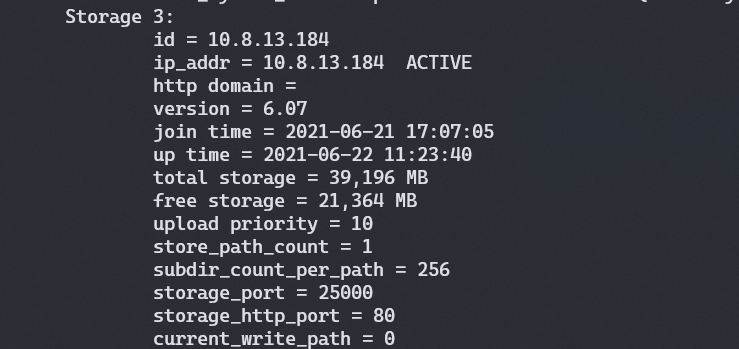 Storage 3:
id = 10.8.13.184
ip_addr = 10.8.13.184  ACTIVE
http domain =
version = 6.07
join time = 2021-06-21 17:07:05
up time = 2021-06-22 11:23:40
total storage = 39,196 MB
free storage = 21,364 MB
upload priority = 10
store_path_count = 1
subdir_count_per_path = 256
storage_port = 25000
storage_http_port = 80
current_write_path = 0